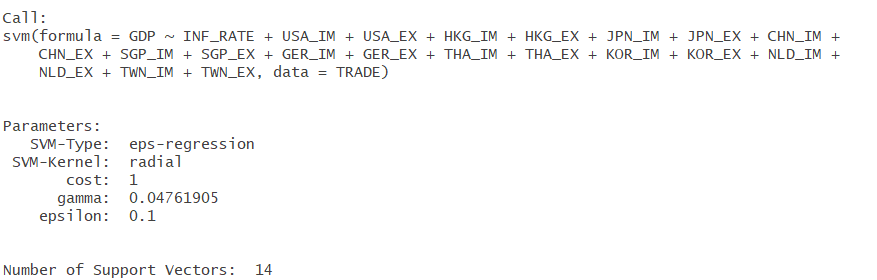 Call:
svm(formula = GDP ~ INF_RATE + USA_IM + USA_EX + HKG_IM + HKG_EX + JPN_IM + JPN_EX + CHN_IM +
    CHN_EX + SGP_IM + SGP_EX + GER_IM + GER_EX + THA_IM + THA_EX + KOR_IM + KOR_EX + NLD_IM +
    NLD_EX + TWN_IM + TWN_EX, data = TRADE)
Parameters:
   SVM-Type:  eps-regression
 SVM-Kernel:  radial
       cost:  1
      gamma:  0.04761905
    epsilon:  0.1
Number of Support Vectors:  14